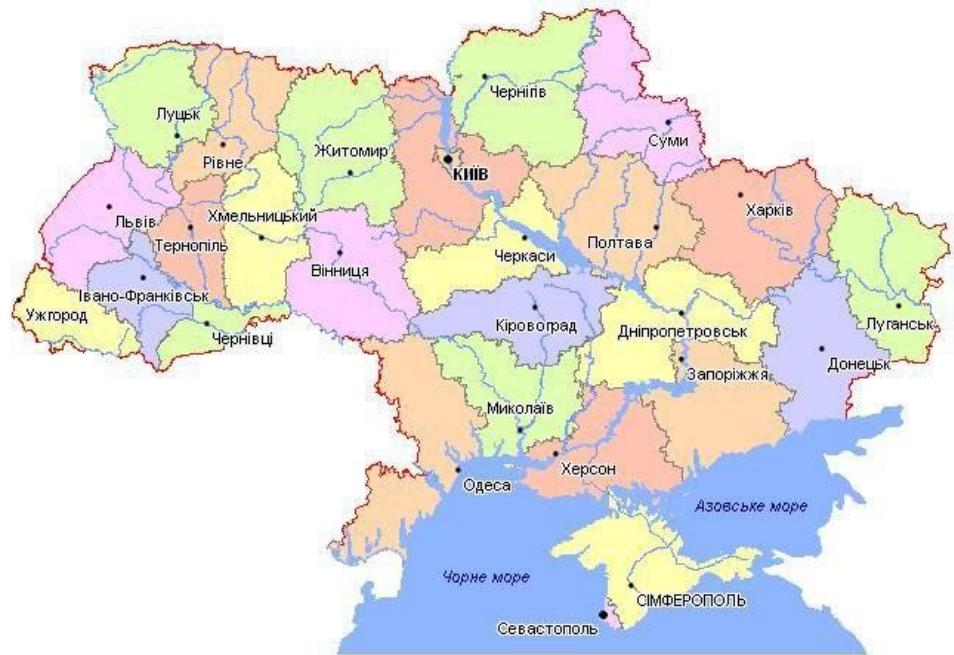 Чернігів
Луцьк
Суми
Рівне
Житомир
КИЇВ
Львів
Тернопіль
Хмельницький
Харків
Полтава
Черкаси
Вінниця
Івано-Франківськ
Ужгород
Чернівці
Кіровоград
Дніпропетровськ
Луганськ
Донецьк
Запоріжжя
Миколаїв
Херсон
Одеса
Азовське море
Чорне море
СІМФЕРОПОЛЬ
Севастополь